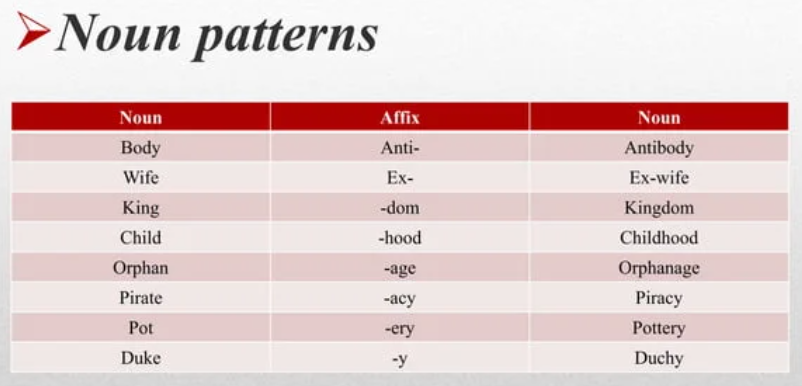 Noun patterns
Noun Affix Noun
Body Anti- Antibody
Wife Ex- Ex-wife
King -dom Kingdom
Child -hood Childhood
Orphan -age Orphanage
Pirate -acy Piracy
Pot -ery Pottery
Duke -y Duchy